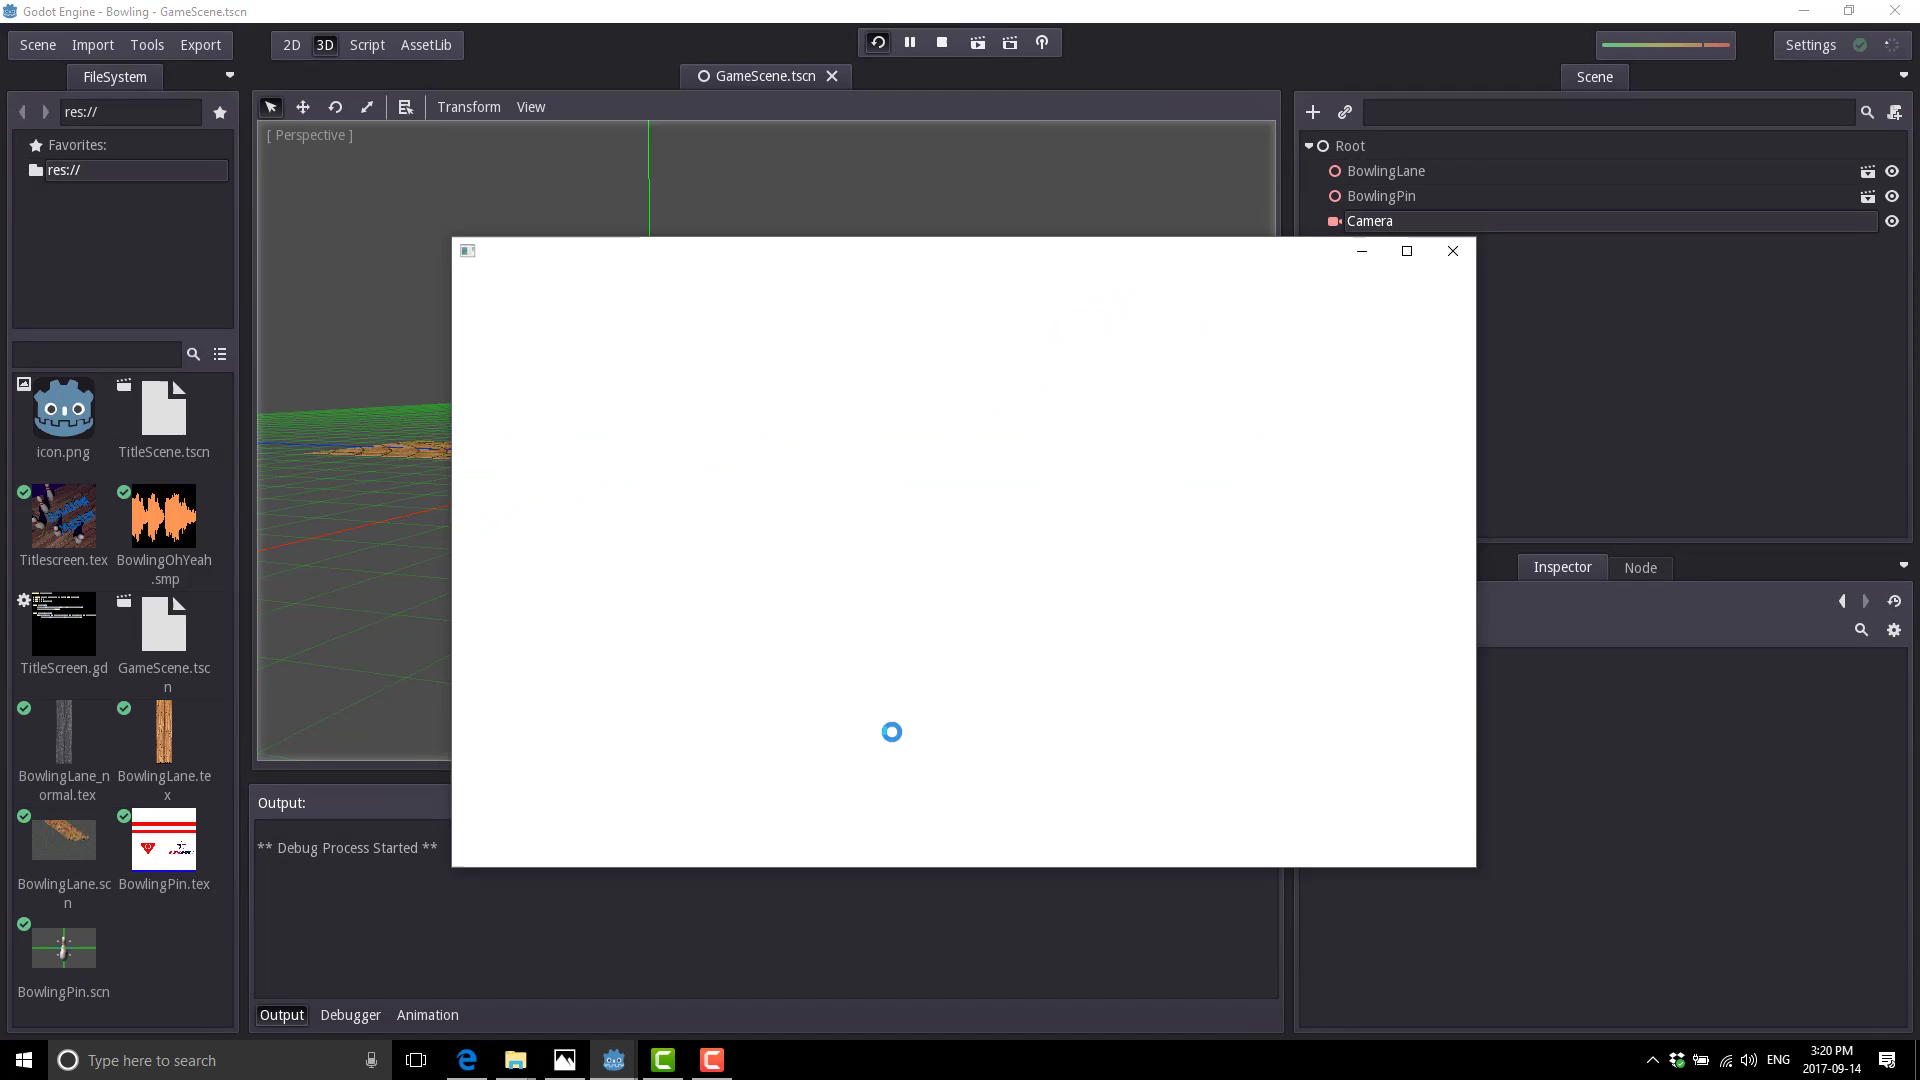 Godot Engine - Bowling - GameScene.tscn
Scene Import Tools Export
2D 3D Script AssetLib
Settings
FileSystem
GameScene.tscn
Scene
res://
Transform View
[ Perspective ]
Favorites:
res://
Root
BowlingLane
BowlingPin
Camera
icon.png
TitleScene.tscn
Titlescreen.tex
BowlingOhYeah
.smp
TitleScreen.gd
GameScene.tsc
n
BowlingLane_n
ormal.tex
BowlingLane.te
x
BowlingLane.sc
n
BowlingPin.tex
BowlingPin.scn
Inspector Node
Output:
** Debug Process Started **
Output Debugger Animation
Type here to search
ENG
3:20 PM
2017-09-14